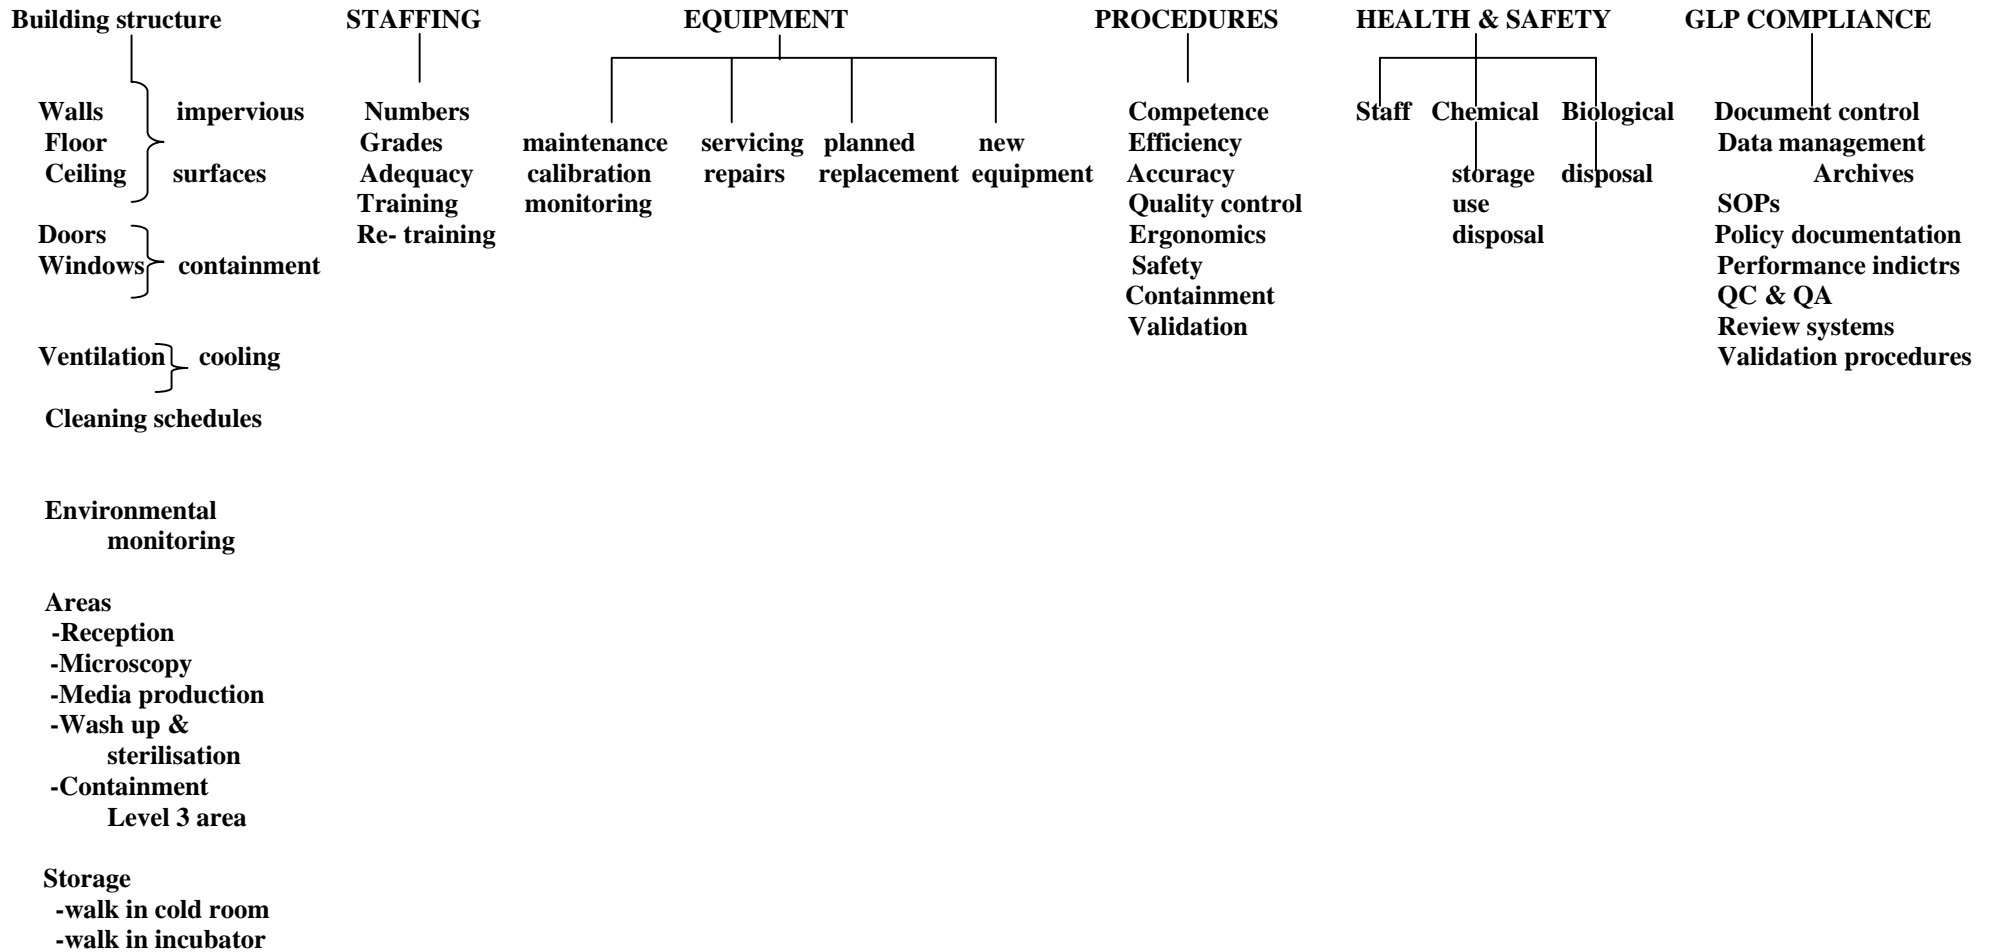 Building structure
Walls impervious
Floor
Ceiling surfaces
Doors
Windows containment
Ventilation cooling
Cleaning schedules
Environmental
monitoring
Areas
-Reception
-Microscopy
-Media production
-Wash up &
sterilisation
-Containment
Level 3 area
Storage
-walk in cold room
-walk in incubator
STAFFING
Numbers
Grades
Adequacy
Training
Re- training
EQUIPMENT
maintenance
calibration
monitoring
servicing
repairs
planned
replacement
new
equipment
PROCEDURES
Competence
Efficiency
Accuracy
Quality control
Ergonomics
Safety
Containment
Validation
HEALTH & SAFETY
Staff
Chemical
storage
use
disposal
Biological
disposal
GLP COMPLIANCE
Document control
Data management
Archives
SOPs
Policy documentation
Performance indictrs
QC & QA
Review systems
Validation procedures